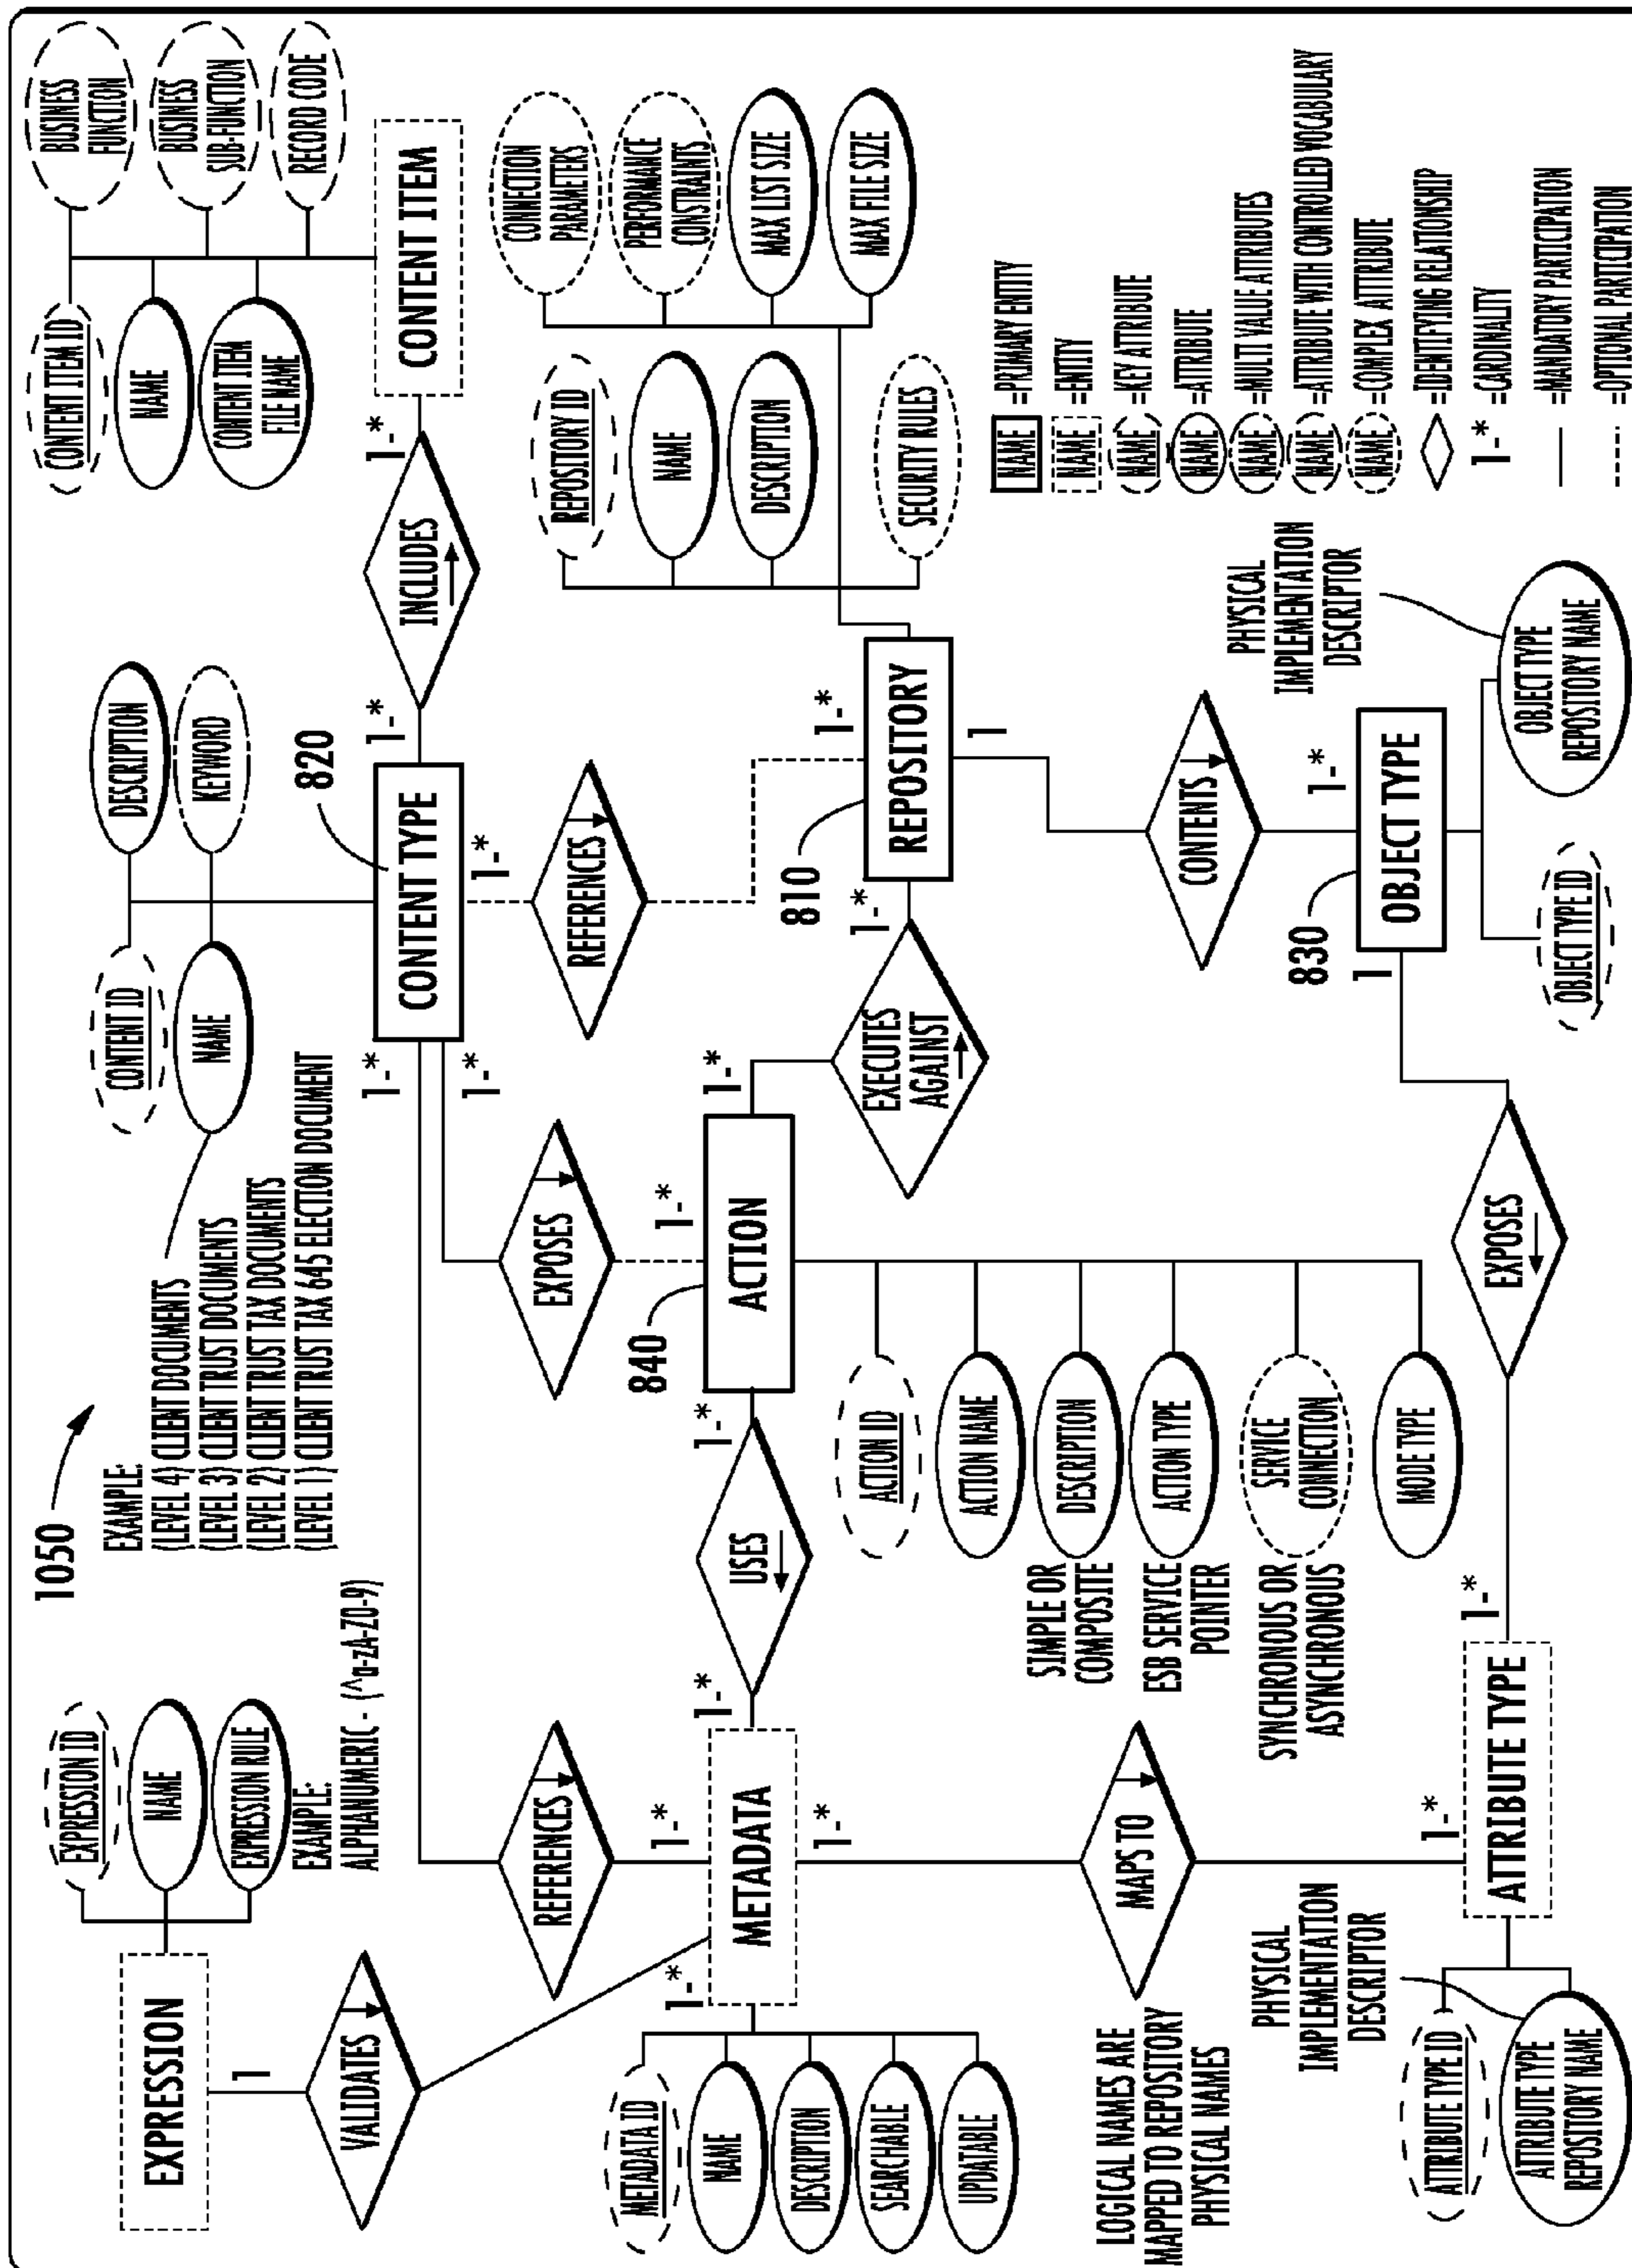 1050
EXAMPLE:
(LEVEL 4) CLIENT DOCUMENTS
(LEVEL 3) CLIENT TRUST DOCUMENTS
(LEVEL 2) CLIENT TRUST TAX DOCUMENTS
(LEVEL 1) CLIENT TRUST TAX 645 ELECTION DOCUMENT
EXPRESSION
EXPRESSION ID
NAME
EXPRESSION RULE
EXAMPLE:
ALPHANUMERIC - (^a-zA-Z0-9)
1
VALIDATES
CONTENT ID
NAME
DESCRIPTION
KEYWORD
820
CONTENT TYPE
1-*
1-*
1-*
1-*
INCLUDES
1-*
CONTENT ITEM
CONTENT ITEM ID
NAME
CONTENT ITEM
FILE NAME
BUSINESS
FUNCTION
BUSINESS
SUB-FUNCTION
RECORD CODE
REFERENCES
1-*
EXPOSES
1-*
REFERENCES
1-*
METADATA
1-*
1-*
1-*
METADATA ID
NAME
DESCRIPTION
SEARCHABLE
UPDATABLE
USES
1-*
840
ACTION
1-*
EXECUTES
AGAINST
1-*
810
REPOSITORY
1
REPOSITORY ID
NAME
DESCRIPTION
SECURITY RULES
CONNECTION
PARAMETERS
PERFORMANCE
CONSTRAINTS
MAX LIST SIZE
MAX FILE SIZE
ACTION ID
ACTION NAME
DESCRIPTION
ACTION TYPE
SERVICE
CONNECTION
MODE TYPE
SIMPLE OR
COMPOSITE
ESB SERVICE
POINTER
SYNCHRONOUS OR
ASYNCHRONOUS
MAPS TO
LOGICAL NAMES ARE
MAPPED TO REPOSITORY
PHYSICAL NAMES
1-*
ATTRIBUTE TYPE
1-*
PHYSICAL
IMPLEMENTATION
DESCRIPTOR
ATTRIBUTE TYPE ID
ATTRIBUTE TYPE
REPOSITORY NAME
EXPOSES
CONTENTS
1-*
830
1
OBJECT TYPE
OBJECT TYPE ID
OBJECT TYPE
REPOSITORY NAME
PHYSICAL
IMPLEMENTATION
DESCRIPTOR
NAME =PRIMARY ENTITY
NAME =ENTITY
NAME =KEY ATTRIBUTE
NAME =ATTRIBUTE
NAME =MULTI VALUE ATTRIBUTES
NAME =ATTRIBUTE WITH CONTROLLED VOCABULARY
NAME =COMPLEX ATTRIBUTE
=IDENTIFYING RELATIONSHIP
1-* =CARDINALITY
=MANDATORY PARTICIPATION
=OPTIONAL PARTICIPATION